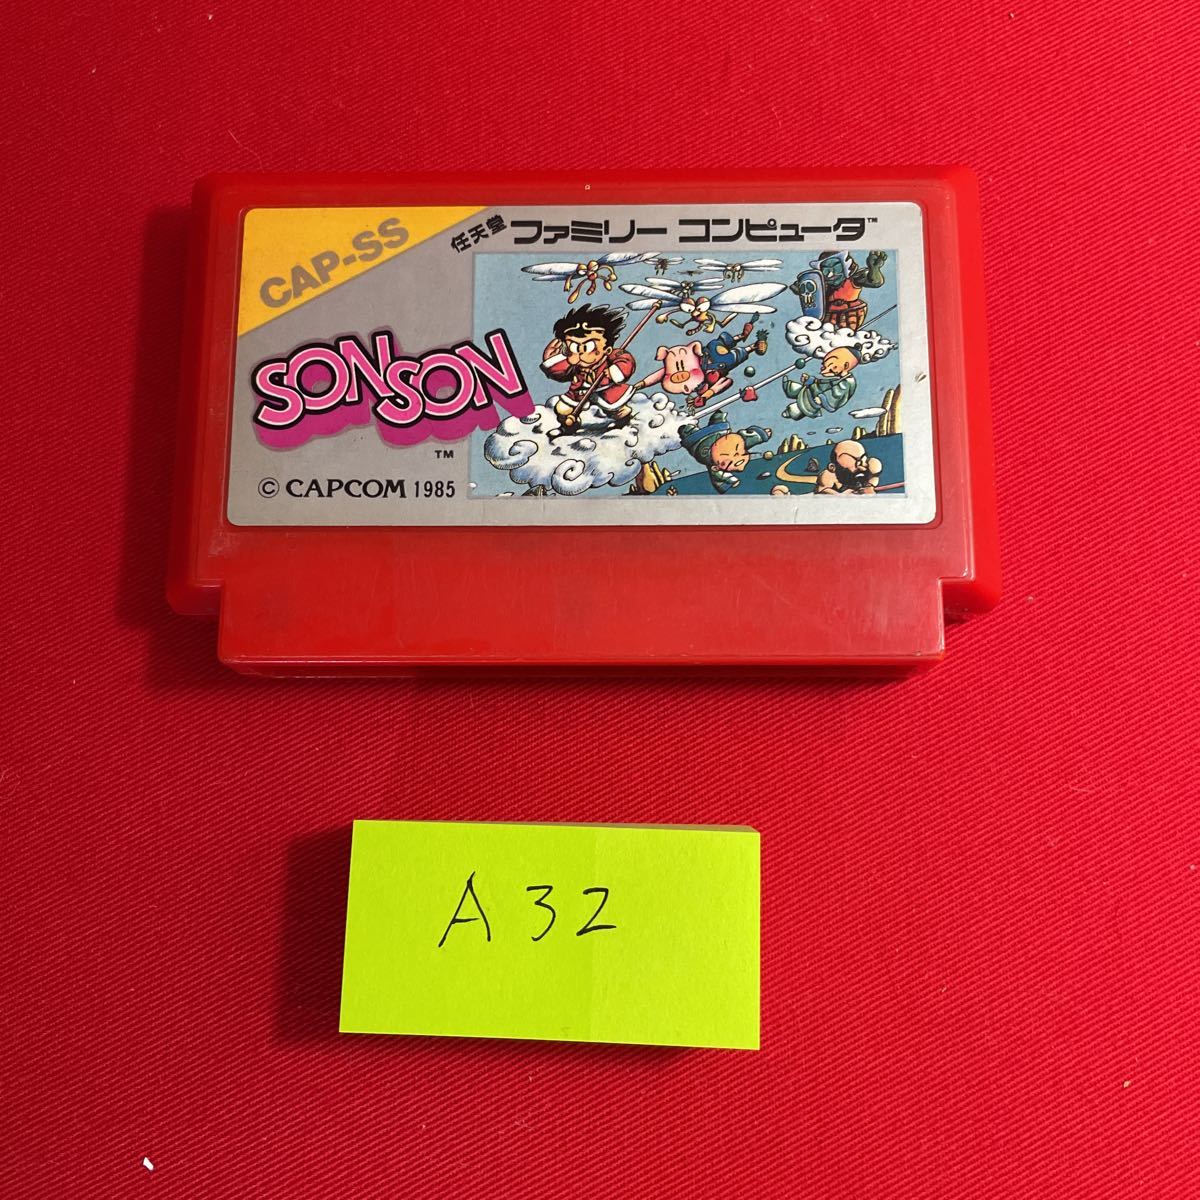 CAP-SS
任天堂 ファミリー コンピュータ™
SONSON
™
© CAPCOM 1985
A32